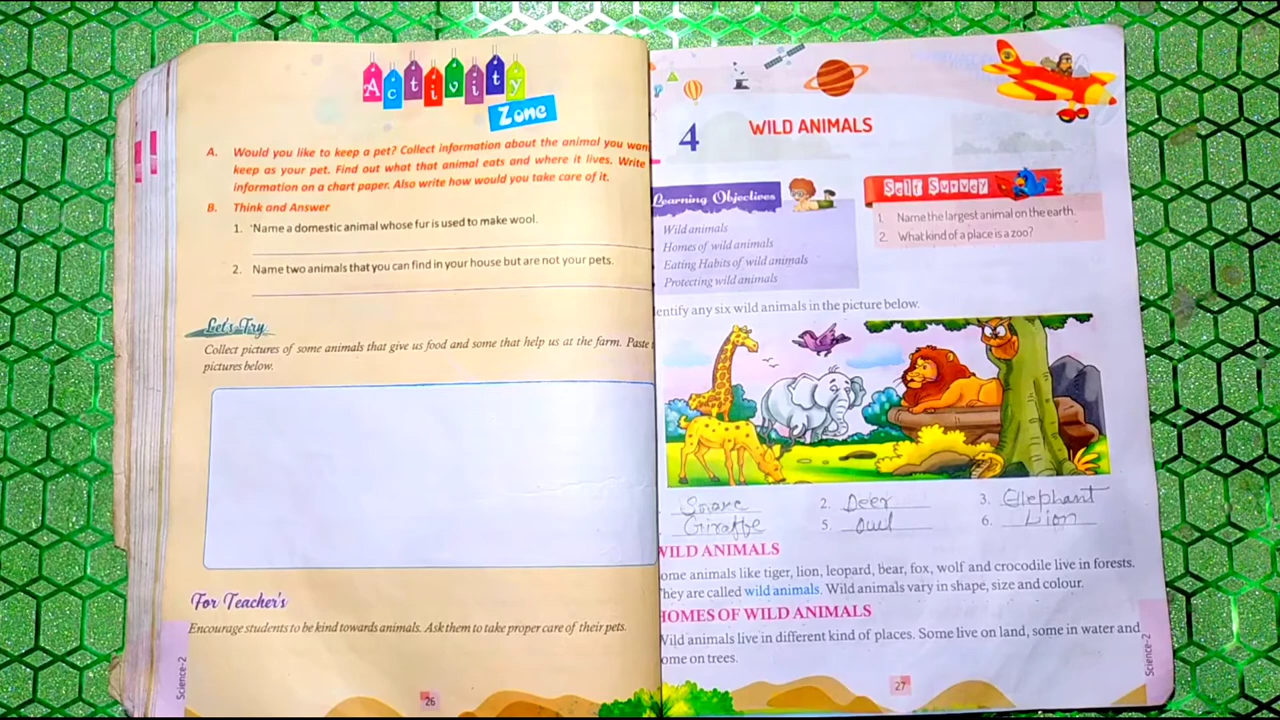 Activity
Zone
A. Would you like to keep a pet? Collect information about the animal you wan
keep as your pet. Find out what that animal eats and where it lives. Write
information on a chart paper. Also write how would you take care of it.
B. Think and Answer
1. Name a domestic animal whose fur is used to make wool.
2. Name two animals that you can find in your house but are not your pets.
Let's Try
Collect pictures of some animals that give us food and some that help us at the farm. Paste
pictures below.
For Teacher's
Encourage students to be kind towards animals. Ask them to take proper care of their pets.
Science-2
26
4
WILD ANIMALS
Learning Objectives
Wild animals
Homes of wild animals
Eating Habits of wild animals
Protecting wild animals
Self Survey
1. Name the largest animal on the earth.
2. What kind of a place is a zoo?
entify any six wild animals in the picture below.
2. Deer 3. Elephant
Giraffe 5. Owl 6. Lion
WILD ANIMALS
ome animals like tiger, lion, leopard, bear, fox, wolf and crocodile live in forests.
They are called wild animals. Wild animals vary in shape, size and colour.
HOMES OF WILD ANIMALS
Wild animals live in different kind of places. Some live on land, some in water and
ome on trees.
Science-2
27